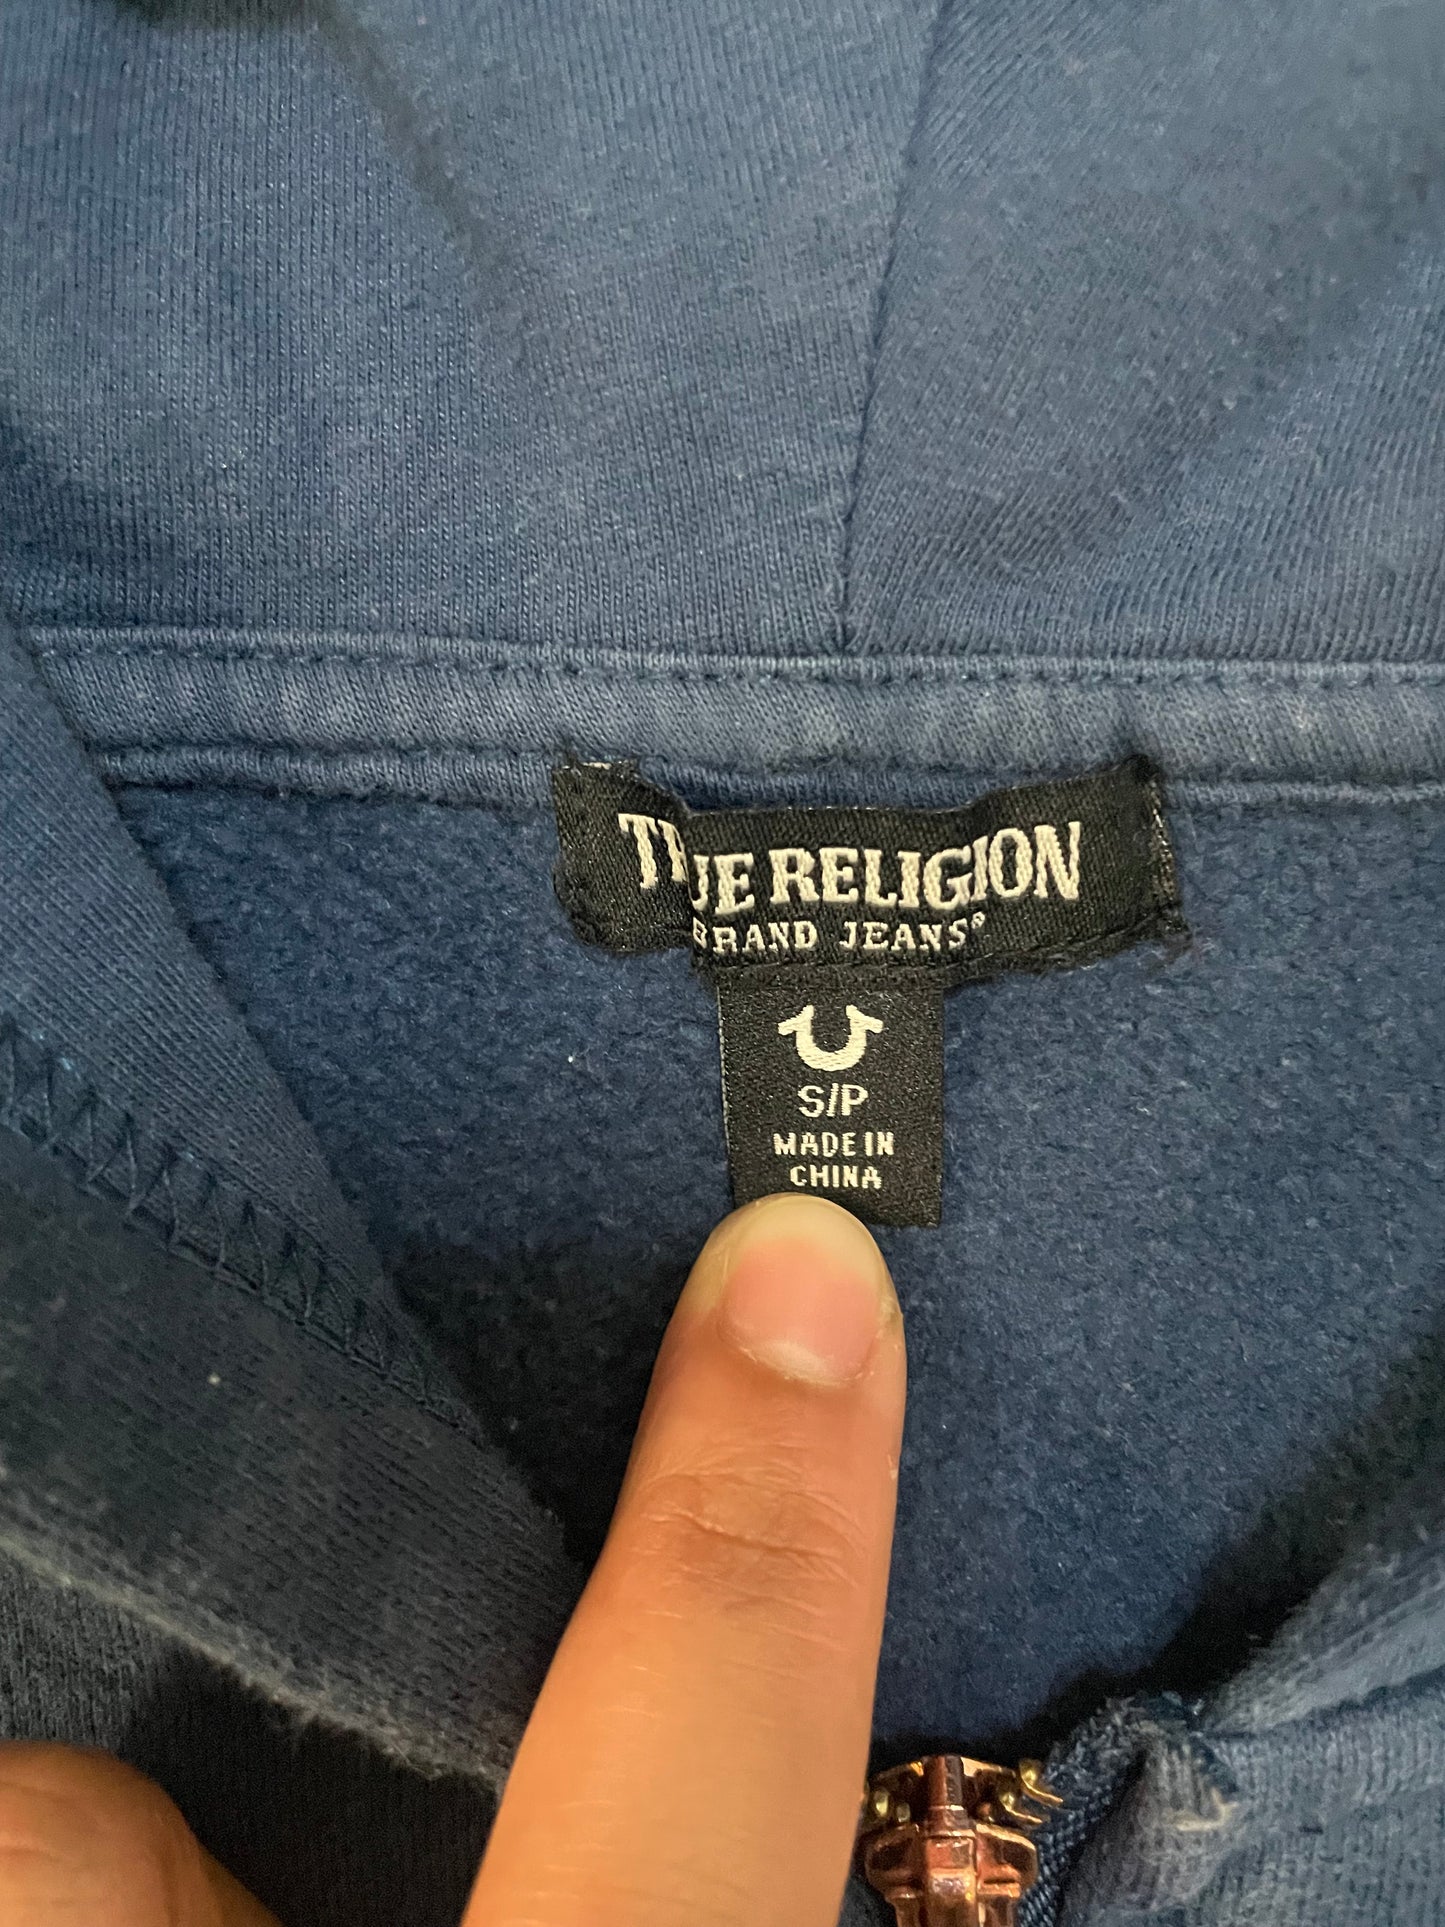 TRUE RELIGION
BRAND JEANS®
S/P
MADE IN
CHINA